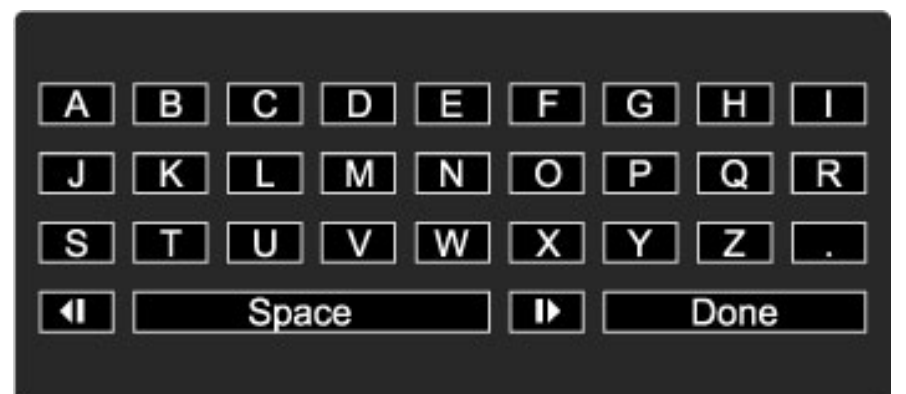 A B C D E F G H I
J K L M N O P Q R
S T U V W X Y Z .
Space Done